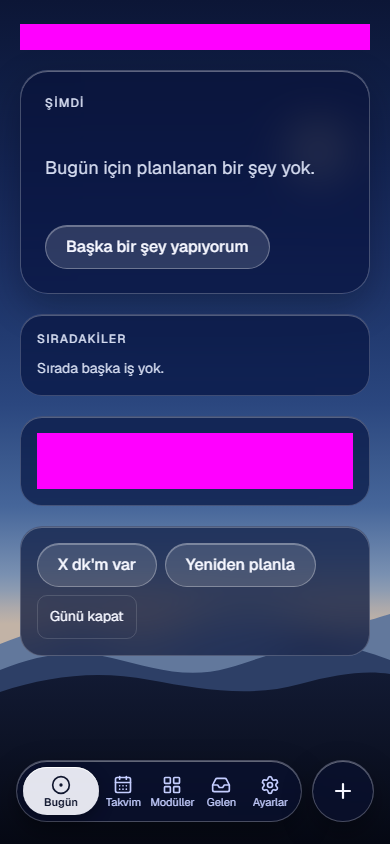 ŞİMDİ
Bugün için planlanan bir şey yok.
Başka bir şey yapıyorum
SIRADAKİLER
Sırada başka iş yok.
X dk'm var
Yeniden planla
Günü kapat
Bugün
Takvim
Modüller
Gelen
Ayarlar